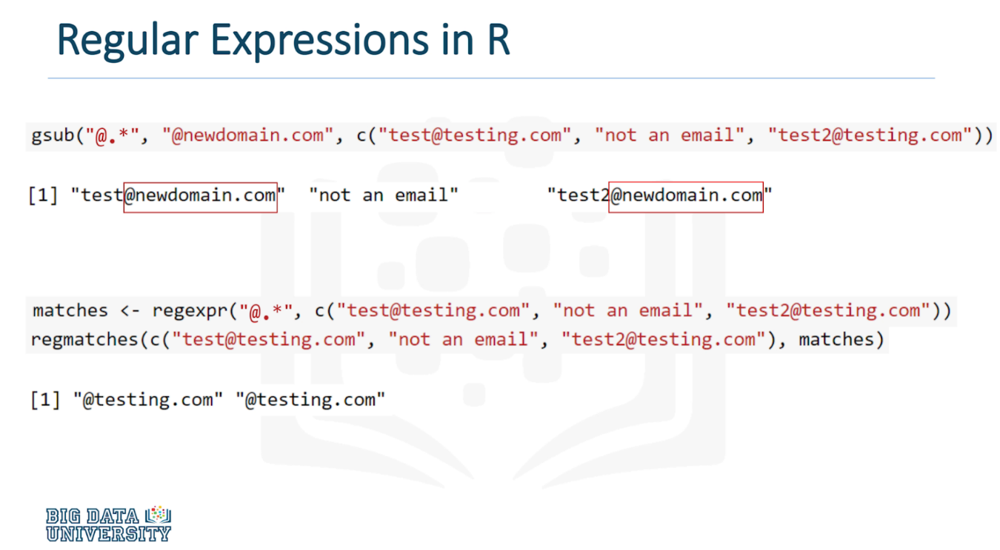 Regular Expressions in R
gsub("@.*", "@newdomain.com", c("test@testing.com", "not an email", "test2@testing.com"))
[1] "test@newdomain.com" "not an email" "test2@newdomain.com"
matches <- regexpr("@.*", c("test@testing.com", "not an email", "test2@testing.com"))
regmatches(c("test@testing.com", "not an email", "test2@testing.com"), matches)
[1] "@testing.com" "@testing.com"
BIG DATA
UNIVERSITY